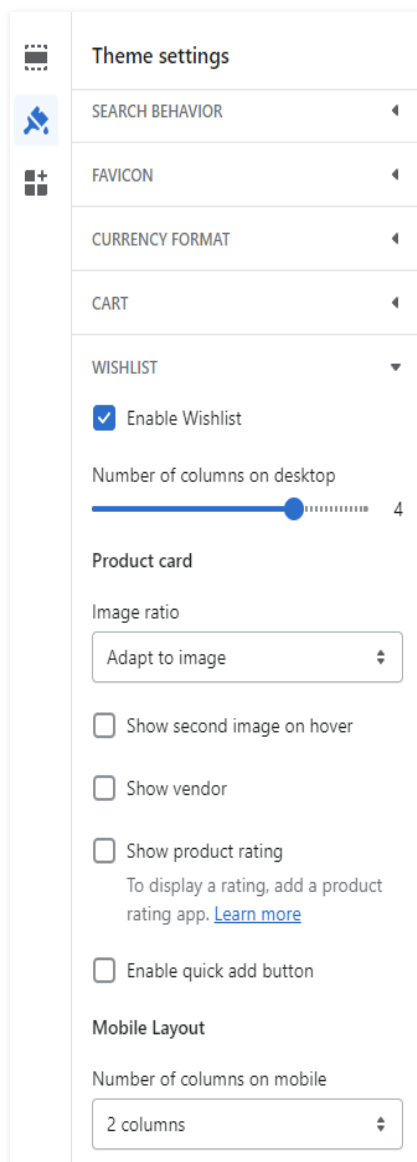 Theme settings
SEARCH BEHAVIOR
FAVICON
CURRENCY FORMAT
CART
WISHLIST
Enable Wishlist
Number of columns on desktop
4
Product card
Image ratio
Adapt to image
Show second image on hover
Show vendor
Show product rating
To display a rating, add a product
rating app. Learn more
Enable quick add button
Mobile Layout
Number of columns on mobile
2 columns